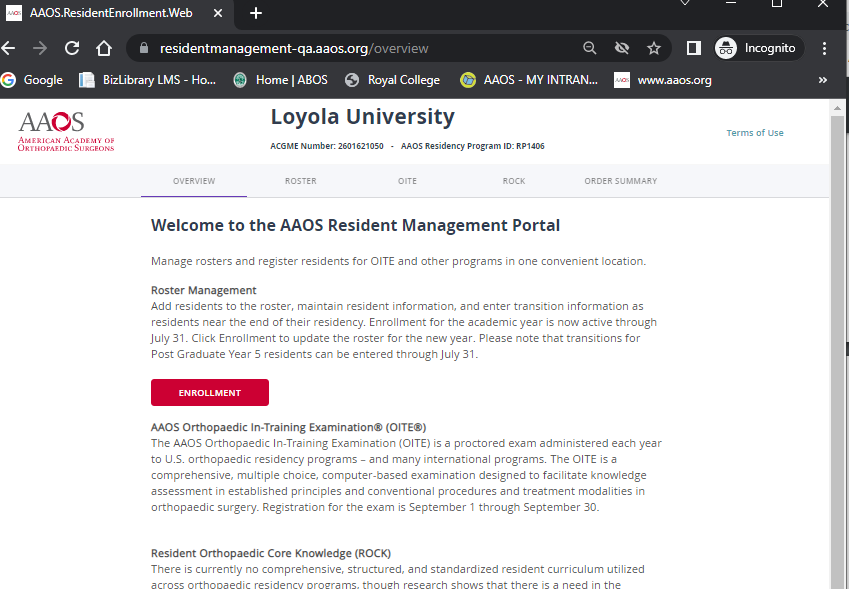 AAOS.ResidentEnrollment.Web
residentmanagement-qa.aaos.org/overview
Incognito
Google
BizLibrary LMS - Ho...
Home | ABOS
Royal College
AAOS - MY INTRAN...
www.aaos.org
AAOS
AMERICAN ACADEMY OF
ORTHOPAEDIC SURGEONS
Loyola University
ACGME Number: 2601621050 - AAOS Residency Program ID: RP1406
Terms of Use
OVERVIEW
ROSTER
OITE
ROCK
ORDER SUMMARY
Welcome to the AAOS Resident Management Portal
Manage rosters and register residents for OITE and other programs in one convenient location.
Roster Management
Add residents to the roster, maintain resident information, and enter transition information as
residents near the end of their residency. Enrollment for the academic year is now active through
July 31. Click Enrollment to update the roster for the new year. Please note that transitions for
Post Graduate Year 5 residents can be entered through July 31.
ENROLLMENT
AAOS Orthopaedic In-Training Examination® (OITE®)
The AAOS Orthopaedic In-Training Examination (OITE) is a proctored exam administered each year
to U.S. orthopaedic residency programs – and many international programs. The OITE is a
comprehensive, multiple choice, computer-based examination designed to facilitate knowledge
assessment in established principles and conventional procedures and treatment modalities in
orthopaedic surgery. Registration for the exam is September 1 through September 30.
Resident Orthopaedic Core Knowledge (ROCK)
There is currently no comprehensive, structured, and standardized resident curriculum utilized
across orthopaedic residency programs, though research shows that there is a need in the